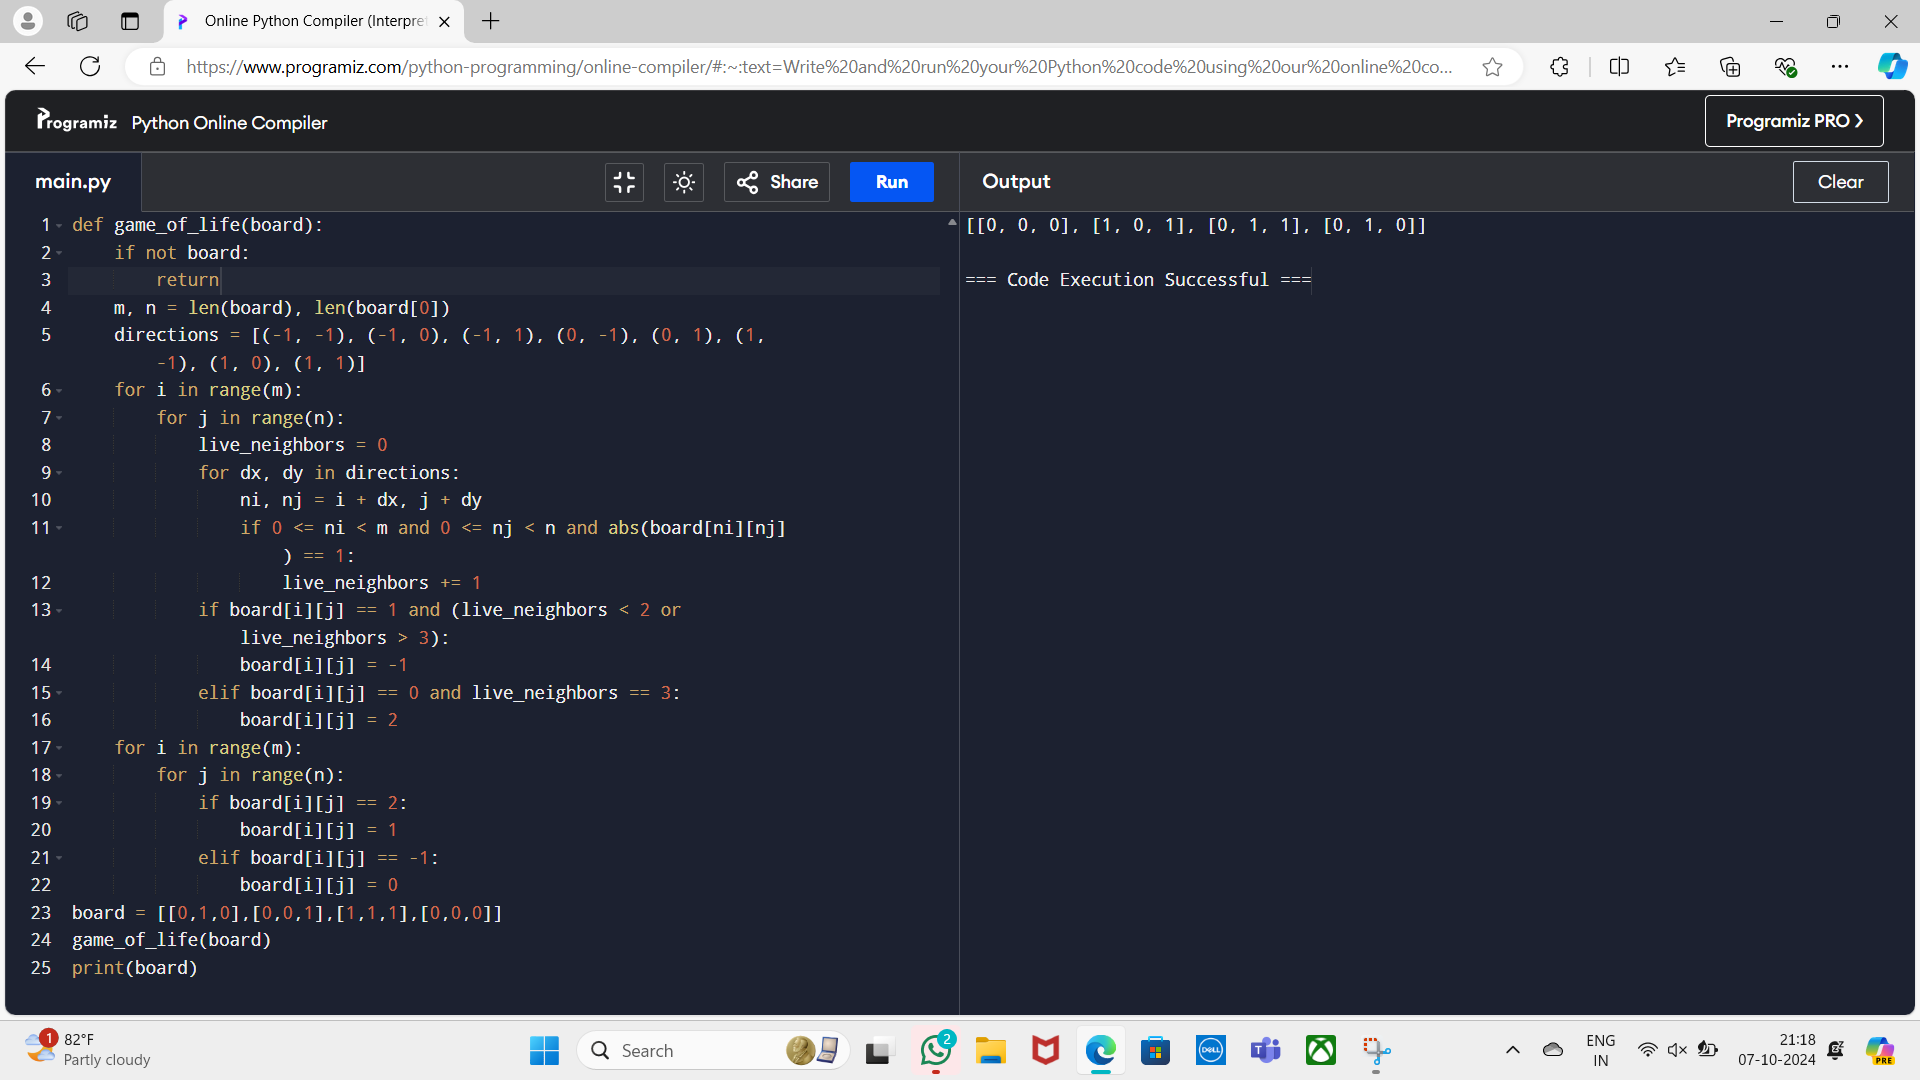 Online Python Compiler (Interpre
https://www.programiz.com/python-programming/online-compiler/#:~:text=Write%20and%20run%20your%20Python%20code%20using%20our%20online%20co...
Programiz Python Online Compiler
Programiz PRO ❯
main.py
Share
Run
Output
Clear
1 def game_of_life(board):
2     if not board:
3         return
4     m, n = len(board), len(board[0])
5     directions = [(-1, -1), (-1, 0), (-1, 1), (0, -1), (0, 1), (1,
-1), (1, 0), (1, 1)]
6     for i in range(m):
7         for j in range(n):
8             live_neighbors = 0
9             for dx, dy in directions:
10                 ni, nj = i + dx, j + dy
11                 if 0 <= ni < m and 0 <= nj < n and abs(board[ni][nj]
) == 1:
12                     live_neighbors += 1
13             if board[i][j] == 1 and (live_neighbors < 2 or
live_neighbors > 3):
14                 board[i][j] = -1
15             elif board[i][j] == 0 and live_neighbors == 3:
16                 board[i][j] = 2
17     for i in range(m):
18         for j in range(n):
19             if board[i][j] == 2:
20                 board[i][j] = 1
21             elif board[i][j] == -1:
22                 board[i][j] = 0
23 board = [[0,1,0],[0,0,1],[1,1,1],[0,0,0]]
24 game_of_life(board)
25 print(board)
[[0, 0, 0], [1, 0, 1], [0, 1, 1], [0, 1, 0]]
=== Code Execution Successful ===
1
82°F
Partly cloudy
Search
2
DELL
ENG
IN
21:18
07-10-2024
PRE